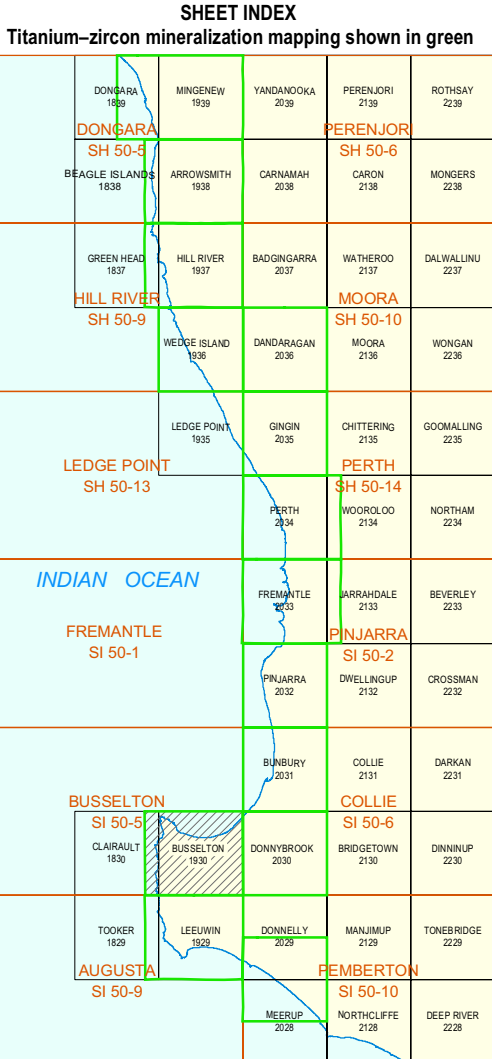 SHEET INDEX
Titanium–zircon mineralization mapping shown in green
DONGARA MINGENEW YANDANOOKA PERENJORI ROTHSAY
1839 1939 2039 2139 2239
DONGARA PERENJORI
SH 50-5 SH 50-6
BEAGLE ISLANDS ARROWSMITH CARNAMAH CARON MONGERS
1838 1938 2038 2138 2238
GREEN HEAD HILL RIVER BADGINGARRA WATHEROO DALWALLINU
1837 1937 2037 2137 2237
HILL RIVER MOORA
SH 50-9 SH 50-10
WEDGE ISLAND DANDARAGAN MOORA WONGAN
1936 2036 2136 2236
LEDGE POINT GINGIN CHITTERING GOOMALLING
1935 2035 2135 2235
LEDGE POINT PERTH
SH 50-13 SH 50-14
PERTH WOOROLOO NORTHAM
2034 2134 2234
INDIAN OCEAN
FREMANTLE JARRAHDALE BEVERLEY
2033 2133 2233
FREMANTLE PINJARRA
SI 50-1 SI 50-2
PINJARRA DWELLINGUP CROSSMAN
2032 2132 2232
BUNBURY COLLIE DARKAN
2031 2131 2231
BUSSELTON COLLIE
SI 50-5 SI 50-6
CLAIRAULT BUSSELTON DONNYBROOK BRIDGETOWN DINNINUP
1830 1930 2030 2130 2230
TOOKER LEEUWIN DONNELLY MANJIMUP TONEBRIDGE
1829 1929 2029 2129 2229
AUGUSTA PEMBERTON
SI 50-9 SI 50-10
MEERUP NORTHCLIFFE DEEP RIVER
2028 2128 2228